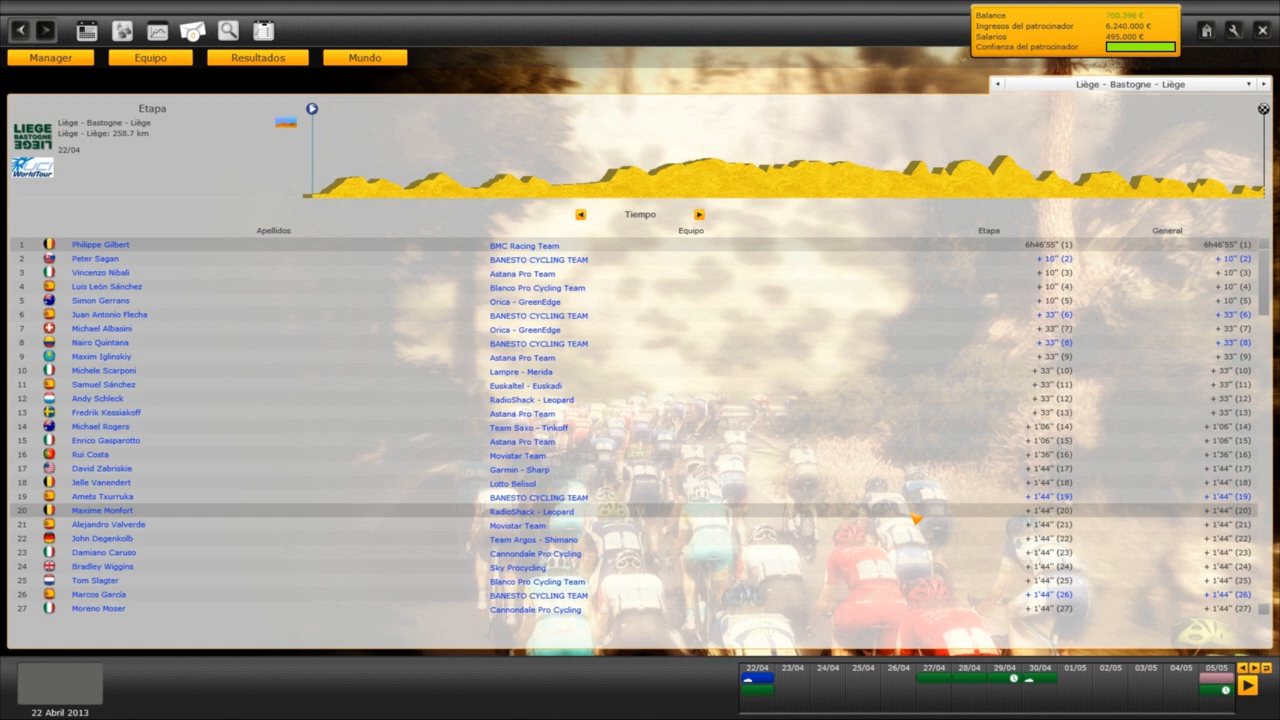 Balance 700.396 €
Ingresos del patrocinador 6.240.000 €
Salarios 495.000 €
Confianza del patrocinador
Manager Equipo Resultados Mundo
Liège - Bastogne - Liège
Etapa
LIEGE
BASTOGNE
LIEGE
Liège - Bastogne - Liège
Liège - Liège: 258.7 km
22/04
UCI
WorldTour
Tiempo
Apellidos Equipo Etapa General
1 Philippe Gilbert BMC Racing Team 6h46'55'' (1) 6h46'55'' (1)
2 Peter Sagan BANESTO CYCLING TEAM + 10'' (2) + 10'' (2)
3 Vincenzo Nibali Astana Pro Team + 10'' (3) + 10'' (3)
4 Luis León Sánchez Blanco Pro Cycling Team + 10'' (4) + 10'' (4)
5 Simon Gerrans Orica - GreenEdge + 10'' (5) + 10'' (5)
6 Juan Antonio Flecha BANESTO CYCLING TEAM + 33'' (6) + 33'' (6)
7 Michael Albasini Orica - GreenEdge + 33'' (7) + 33'' (7)
8 Nairo Quintana BANESTO CYCLING TEAM + 33'' (8) + 33'' (8)
9 Maxim Iglinskiy Astana Pro Team + 33'' (9) + 33'' (9)
10 Michele Scarponi Lampre - Merida + 33'' (10) + 33'' (10)
11 Samuel Sánchez Euskaltel - Euskadi + 33'' (11) + 33'' (11)
12 Andy Schleck RadioShack - Leopard + 33'' (12) + 33'' (12)
13 Fredrik Kessiakoff Astana Pro Team + 33'' (13) + 33'' (13)
14 Michael Rogers Team Saxo - Tinkoff + 1'06'' (14) + 1'06'' (14)
15 Enrico Gasparotto Astana Pro Team + 1'06'' (15) + 1'06'' (15)
16 Rui Costa Movistar Team + 1'36'' (16) + 1'36'' (16)
17 David Zabriskie Garmin - Sharp + 1'44'' (17) + 1'44'' (17)
18 Jelle Vanendert Lotto Belisol + 1'44'' (18) + 1'44'' (18)
19 Amets Txurruka BANESTO CYCLING TEAM + 1'44'' (19) + 1'44'' (19)
20 Maxime Monfort RadioShack - Leopard + 1'44'' (20) + 1'44'' (20)
21 Alejandro Valverde Movistar Team + 1'44'' (21) + 1'44'' (21)
22 John Degenkolb Team Argos - Shimano + 1'44'' (22) + 1'44'' (22)
23 Damiano Caruso Cannondale Pro Cycling + 1'44'' (23) + 1'44'' (23)
24 Bradley Wiggins Sky Procycling + 1'44'' (24) + 1'44'' (24)
25 Tom Slagter Blanco Pro Cycling Team + 1'44'' (25) + 1'44'' (25)
26 Marcos García BANESTO CYCLING TEAM + 1'44'' (26) + 1'44'' (26)
27 Moreno Moser Cannondale Pro Cycling + 1'44'' (27) + 1'44'' (27)
22/04 23/04 24/04 25/04 26/04 27/04 28/04 29/04 30/04 01/05 02/05 03/05 04/05 05/05
22 Abril 2013